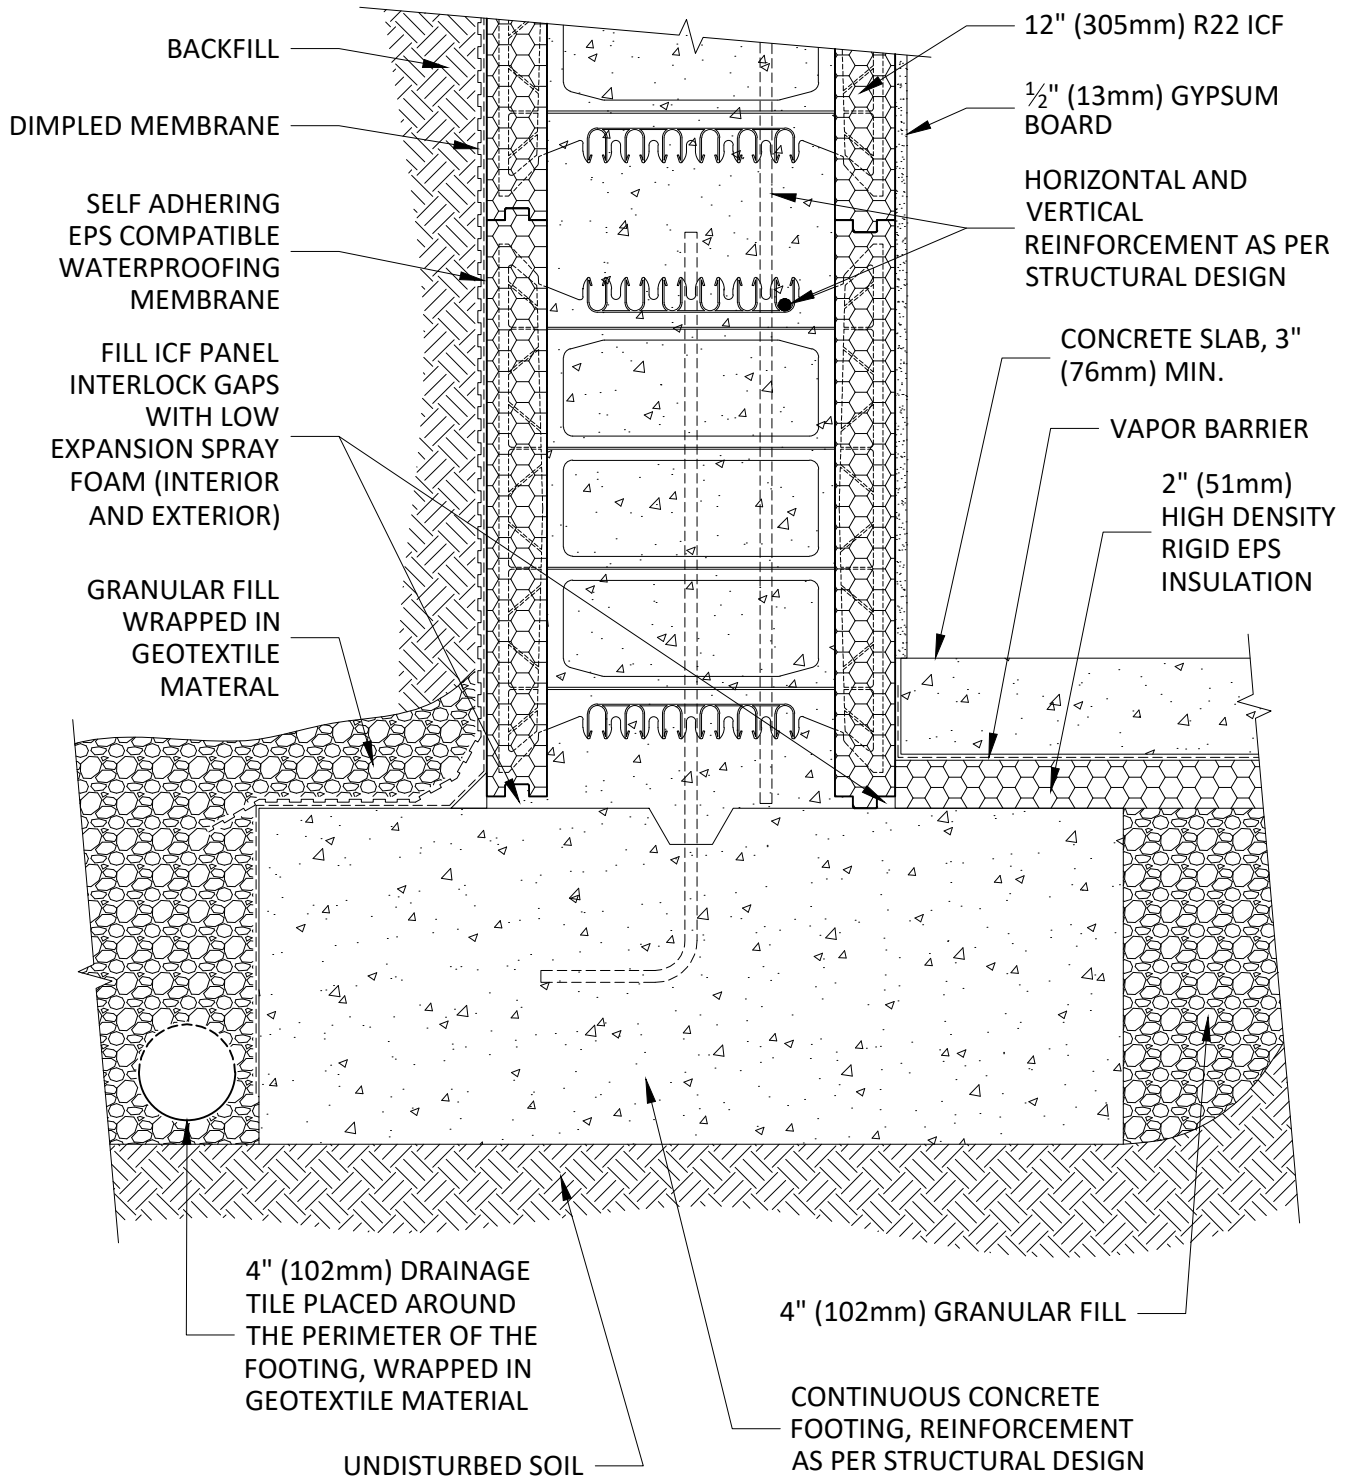 BACKFILL
DIMPLED MEMBRANE
SELF ADHERING
EPS COMPATIBLE
WATERPROOFING
MEMBRANE
FILL ICF PANEL
INTERLOCK GAPS
WITH LOW
EXPANSION SPRAY
FOAM (INTERIOR
AND EXTERIOR)
GRANULAR FILL
WRAPPED IN
GEOTEXTILE
MATERAL
12" (305mm) R22 ICF
½" (13mm) GYPSUM
BOARD
HORIZONTAL AND
VERTICAL
REINFORCEMENT AS PER
STRUCTURAL DESIGN
CONCRETE SLAB, 3"
(76mm) MIN.
VAPOR BARRIER
2" (51mm)
HIGH DENSITY
RIGID EPS
INSULATION
4" (102mm) DRAINAGE
TILE PLACED AROUND
THE PERIMETER OF THE
FOOTING, WRAPPED IN
GEOTEXTILE MATERIAL
UNDISTURBED SOIL
4" (102mm) GRANULAR FILL
CONTINUOUS CONCRETE
FOOTING, REINFORCEMENT
AS PER STRUCTURAL DESIGN